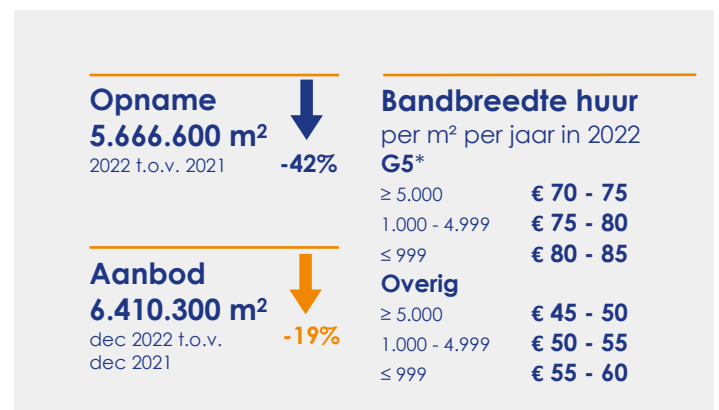 Opname
5.666.600 m²
2022 t.o.v. 2021
-42%
Aanbod
6.410.300 m²
dec 2022 t.o.v.
dec 2021
-19%
Bandbreedte huur
per m² per jaar in 2022
G5*
≥ 5.000 € 70 - 75
1.000 - 4.999 € 75 - 80
≤ 999 € 80 - 85
Overig
≥ 5.000 € 45 - 50
1.000 - 4.999 € 50 - 55
≤ 999 € 55 - 60